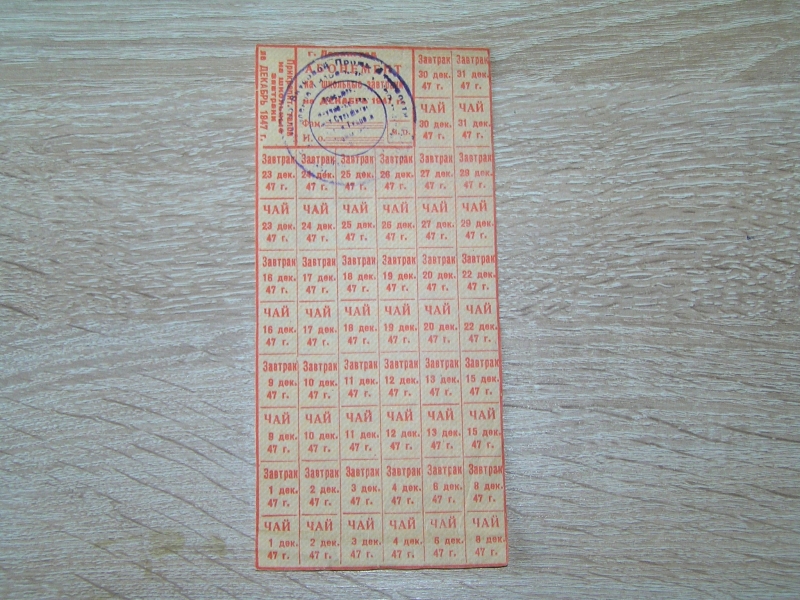 на школьные
завтраки
за ДЕКАБРЬ 1947 г.
АБОНЕМЕНТ
на школьные завтраки
на ДЕКАБРЬ 1947
Фам.
И. о.
М. п.
Завтрак Завтрак
30 дек. 31 дек.
47 г. 47 г.
ЧАЙ ЧАЙ
30 дек. 31 дек.
47 г. 47 г.
Завтрак Завтрак Завтрак Завтрак Завтрак Завтрак
23 дек. 24 дек. 25 дек. 26 дек. 27 дек. 29 дек.
47 г. 47 г. 47 г. 47 г. 47 г. 47 г.
ЧАЙ ЧАЙ ЧАЙ ЧАЙ ЧАЙ ЧАЙ
23 дек. 24 дек. 25 дек. 26 дек. 27 дек. 29 дек.
47 г. 47 г. 47 г. 47 г. 47 г. 47 г.
Завтрак Завтрак Завтрак Завтрак Завтрак Завтрак
16 дек. 17 дек. 18 дек. 19 дек. 20 дек. 22 дек.
47 г. 47 г. 47 г. 47 г. 47 г. 47 г.
ЧАЙ ЧАЙ ЧАЙ ЧАЙ ЧАЙ ЧАЙ
16 дек. 17 дек. 18 дек. 19 дек. 20 дек. 22 дек.
47 г. 47 г. 47 г. 47 г. 47 г. 47 г.
Завтрак Завтрак Завтрак Завтрак Завтрак Завтрак
9 дек. 10 дек. 11 дек. 12 дек. 13 дек. 15 дек.
47 г. 47 г. 47 г. 47 г. 47 г. 47 г.
ЧАЙ ЧАЙ ЧАЙ ЧАЙ ЧАЙ ЧАЙ
9 дек. 10 дек. 11 дек. 12 дек. 13 дек. 15 дек.
47 г. 47 г. 47 г. 47 г. 47 г. 47 г.
Завтрак Завтрак Завтрак Завтрак Завтрак Завтрак
1 дек. 2 дек. 3 дек. 4 дек. 6 дек. 8 дек.
47 г. 47 г. 47 г. 47 г. 47 г. 47 г.
ЧАЙ ЧАЙ ЧАЙ ЧАЙ ЧАЙ ЧАЙ
1 дек. 2 дек. 3 дек. 4 дек. 6 дек. 8 дек.
47 г. 47 г. 47 г. 47 г. 47 г. 47 г.